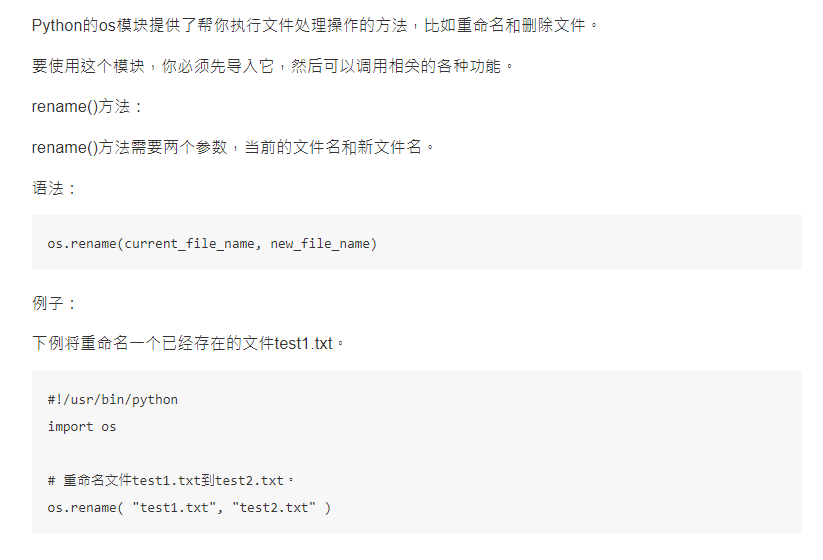 Python的os模块提供了帮你执行文件处理操作的方法，比如重命名和删除文件。
要使用这个模块，你必须先导入它，然后可以调用相关的各种功能。
rename()方法：
rename()方法需要两个参数，当前的文件名和新文件名。
语法：
os.rename(current_file_name, new_file_name)
例子：
下例将重命名一个已经存在的文件test1.txt。
#!/usr/bin/python
import os
# 重命名文件test1.txt到test2.txt。
os.rename( "test1.txt", "test2.txt" )